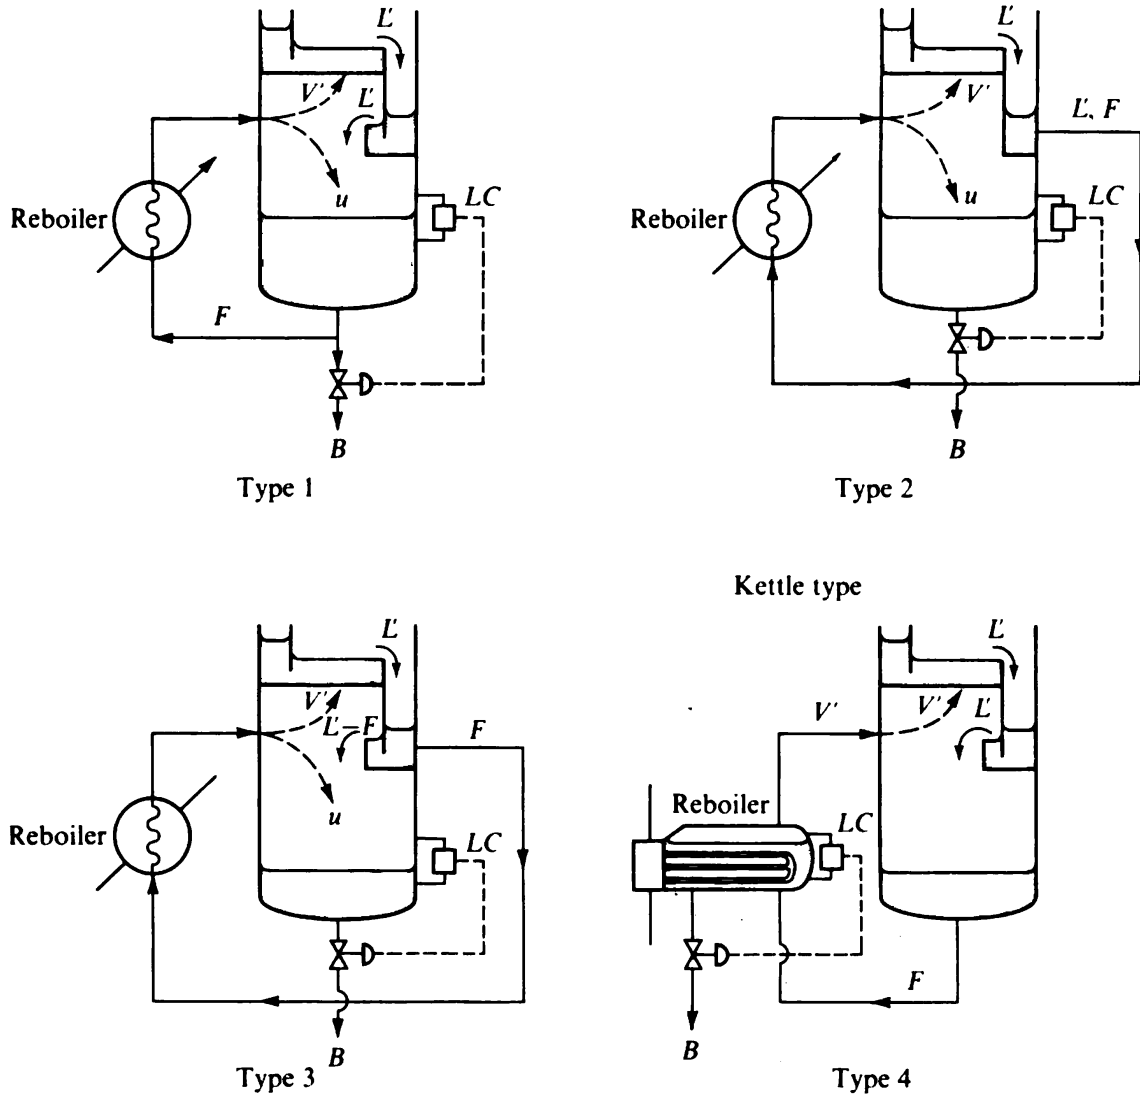 L' L'
V' L' V' L', F
u LC u LC
Reboiler Reboiler
F
B B
Type 1 Type 2
Kettle type
L' L'
V' L'–F F V' V' L'
Reboiler LC
Reboiler u LC
F
B B
Type 3 Type 4